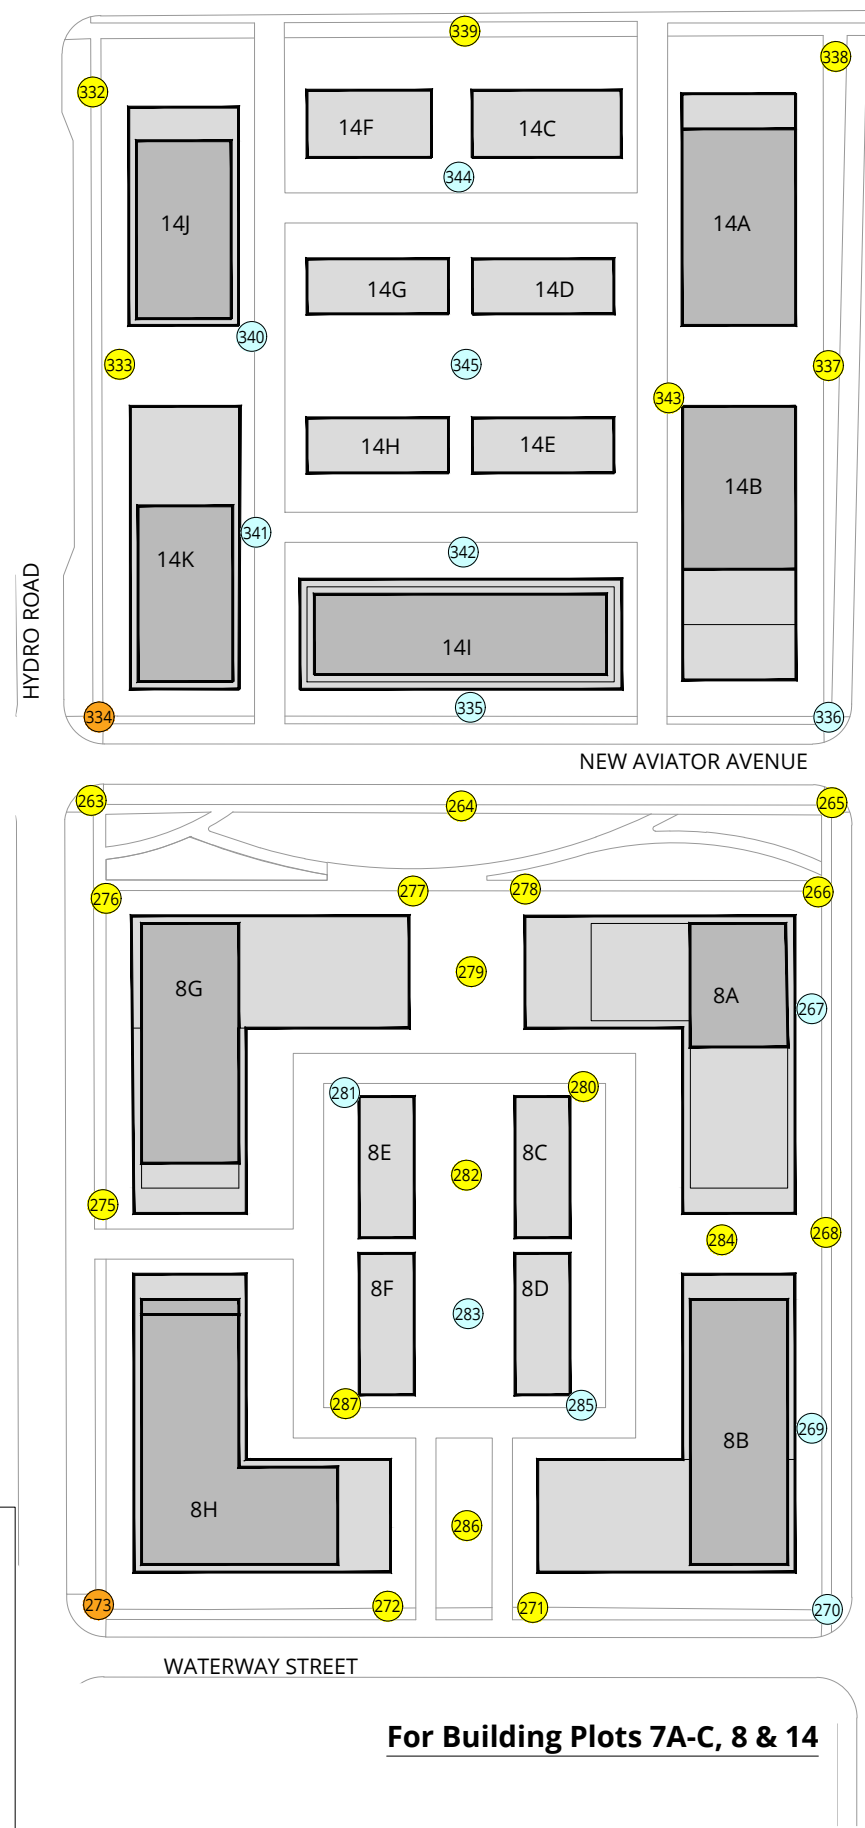 339
338
332
14F
14C
344
14J
14A
14G
14D
340
333
345
337
343
14H
14E
14B
341
342
14K
HYDRO ROAD
14I
334
335
336
NEW AVIATOR AVENUE
263
264
265
276
277
278
266
279
8G
8A
267
281
280
8E
8C
282
275
284
268
8F
8D
283
287
285
269
8B
8H
286
273
272
271
270
WATERWAY STREET
For Building Plots 7A-C, 8 & 14